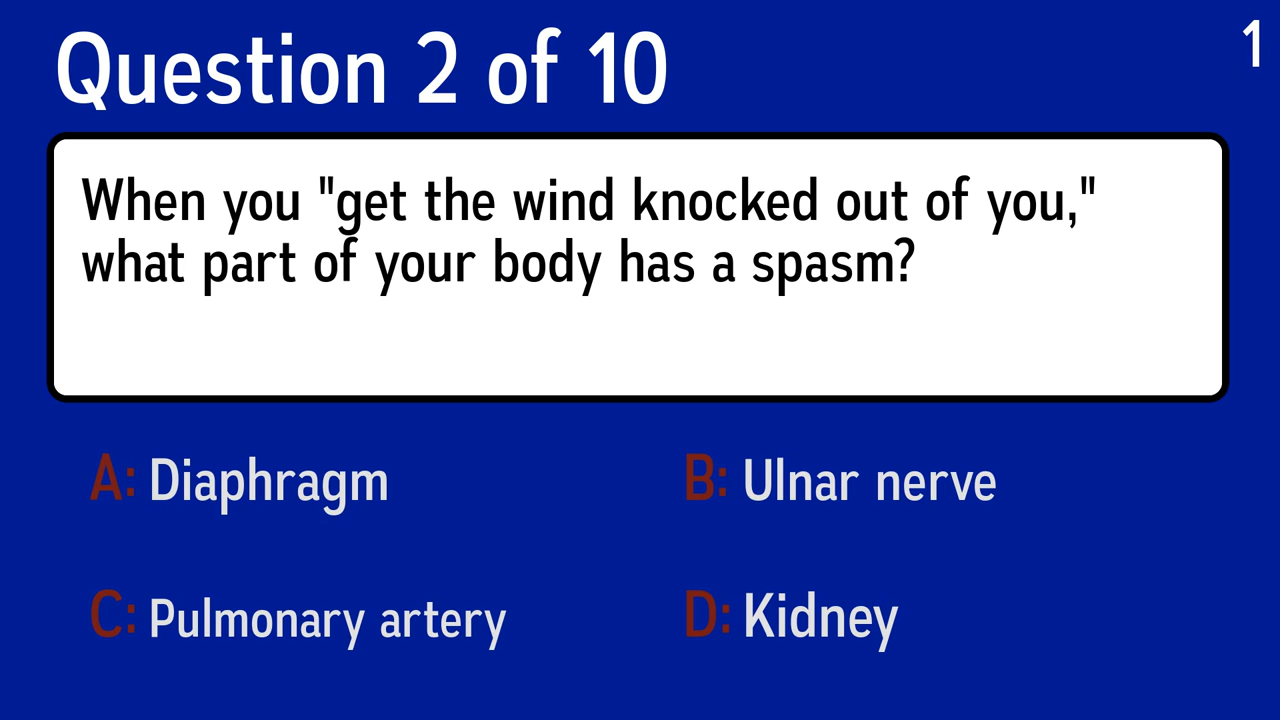 Question 2 of 10
1
When you "get the wind knocked out of you,"
what part of your body has a spasm?
A: Diaphragm
B: Ulnar nerve
C: Pulmonary artery
D: Kidney